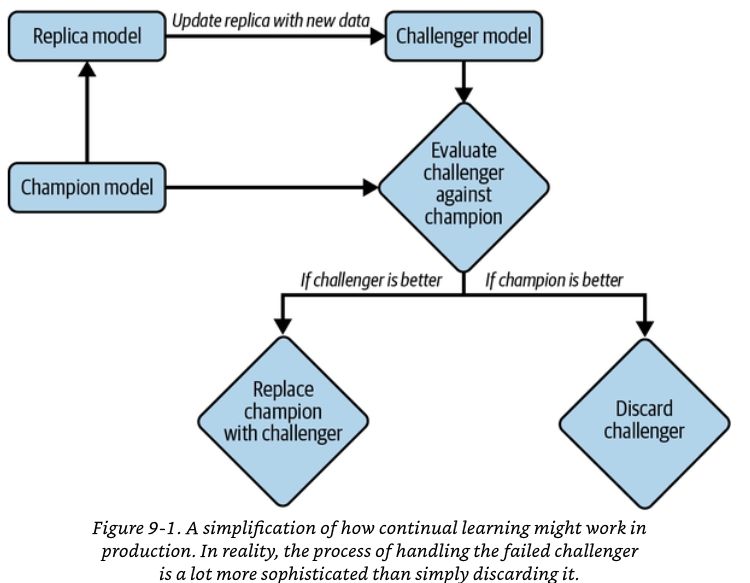 Replica model
Update replica with new data
Challenger model
Champion model
Evaluate
challenger
against
champion
If challenger is better
If champion is better
Replace
champion
with challenger
Discard
challenger
Figure 9-1. A simplification of how continual learning might work in
production. In reality, the process of handling the failed challenger
is a lot more sophisticated than simply discarding it.